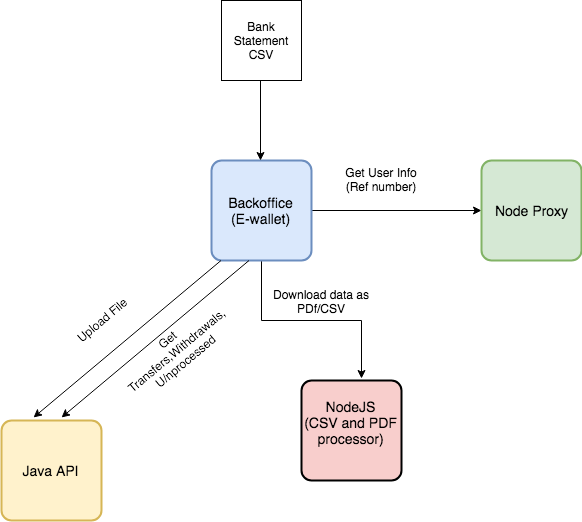 Bank
Statement
CSV
Get User Info
(Ref number)
Backoffice
(E-wallet)
Node Proxy
Upload File
Get
Transfers,Withdrawals,
U/nprocessed
Download data as
PDf/CSV
NodeJS
(CSV and PDF
processor)
Java API